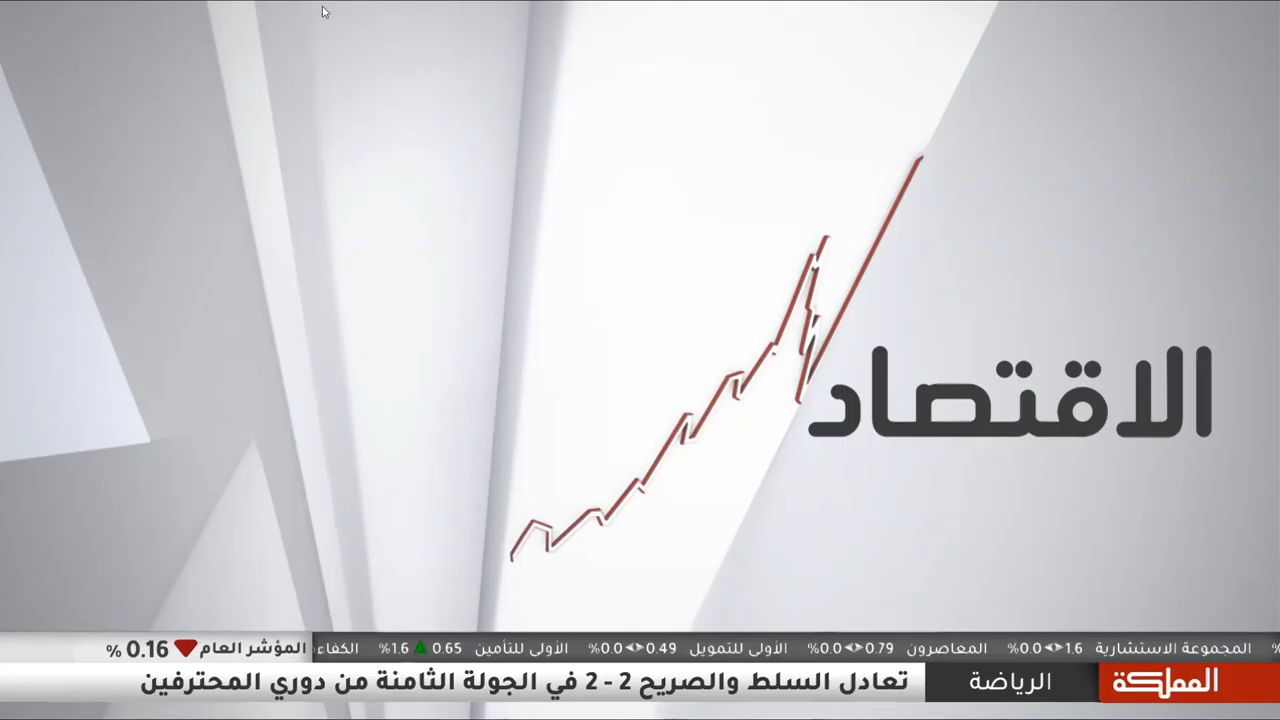 الاقتصاد
% المجموعة الاستشارية 1.6 0.0% المعاصرون 0.79 0.0% الأولى للتمويل 0.49 0.0% الأولى للتأمين 0.65 1.6% الكفاءة
المؤشر العام 0.16 %
المملكة الرياضة تعادل السلط والصريح 2 - 2 في الجولة الثامنة من دوري المحترفين